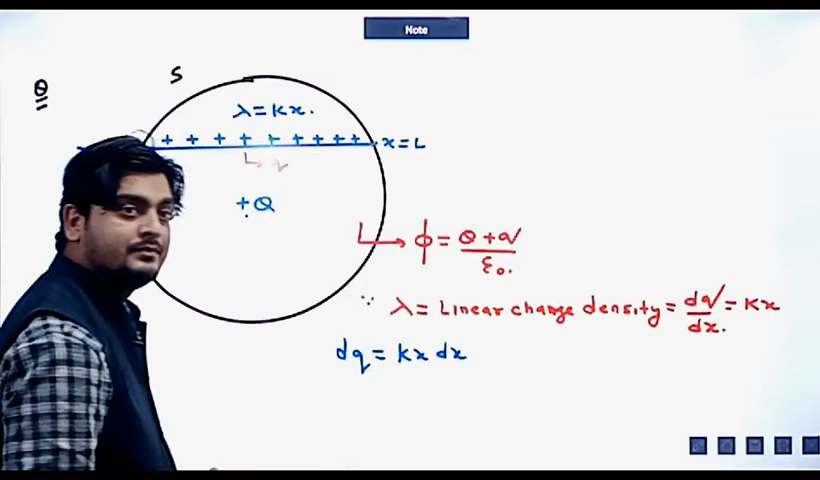 Note
S
θ
λ = Kx.
+ + + + + + + + +
x = L
q
+Q
ϕ = Q + q / ε₀.
∵ λ = Linear charge density = dq/dx. = Kx
dq = Kx dx